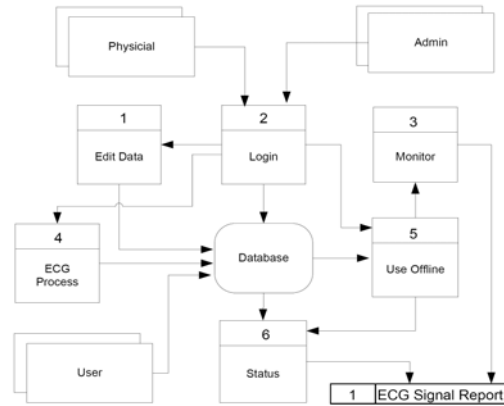 Physicial
Admin
1
Edit Data
2
Login
3
Monitor
4
ECG
Process
Database
5
Use Offline
User
6
Status
1 ECG Signal Report